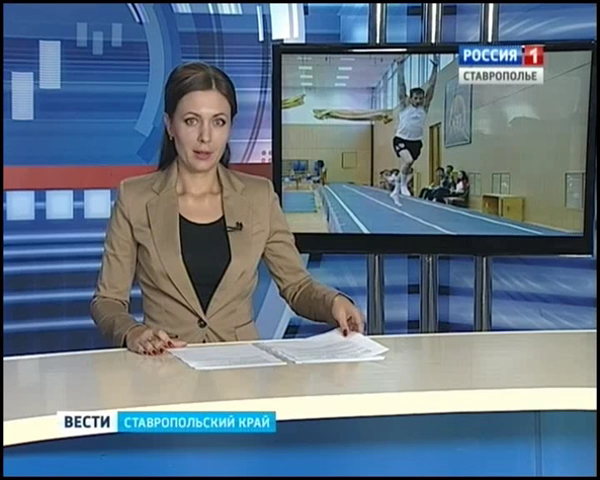 РОССИЯ 1
СТАВРОПОЛЬЕ
ВЕСТИ СТАВРОПОЛЬСКИЙ КРАЙ